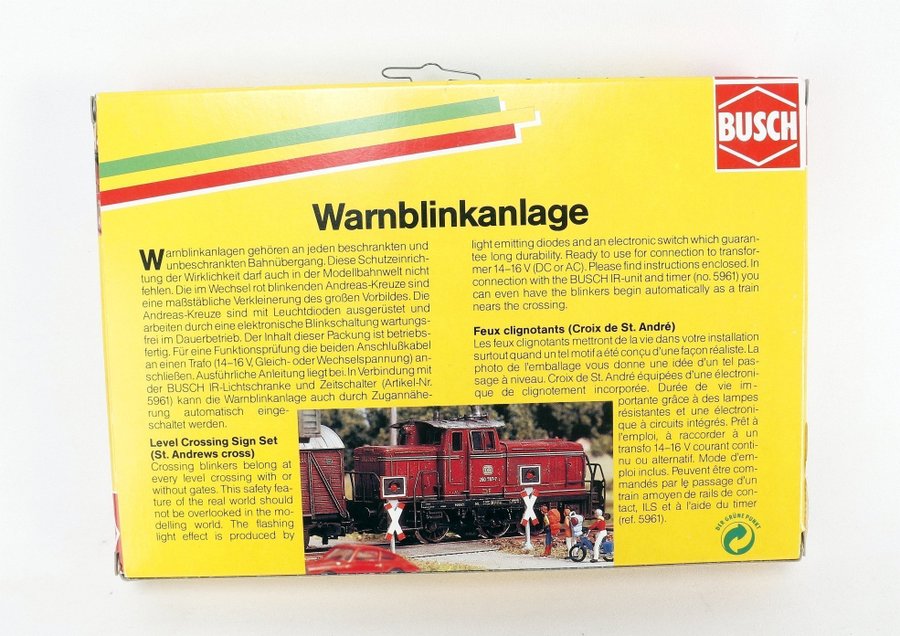 BUSCH
Warnblinkanlage
Warnblinkanlagen gehören an jeden beschrankten und
unbeschrankten Bahnübergang. Diese Schutzeinrich-
tung der Wirklichkeit darf auch in der Modellbahnwelt nicht
fehlen. Die im Wechsel rot blinkenden Andreas-Kreuze sind
eine maßstäbliche Verkleinerung des großen Vorbildes. Die
Andreas-Kreuze sind mit Leuchtdioden ausgerüstet und
arbeiten durch eine elektronische Blinkschaltung wartungs-
frei im Dauerbetrieb. Der Inhalt dieser Packung ist betriebs-
fertig. Für eine Funktionsprüfung die beiden Anschlußkabel
an einen Trafo (14-16 V, Gleich- oder Wechselspannung) an-
schließen. Ausführliche Anleitung liegt bei. In Verbindung mit
der BUSCH IR-Lichtschranke und Zeitschalter (Artikel-Nr.
5961) kann die Warnblinkanlage auch durch Zugannähe-
rung automatisch einge-
schaltet werden.
Level Crossing Sign Set
(St. Andrews cross)
Crossing blinkers belong at
every level crossing with or
without gates. This safety fea-
ture of the real world should
not be overlooked in the mo-
delling world. The flashing
light effect is produced by
light emitting diodes and an electronic switch which guaran-
tee long durability. Ready to use for connection to transfor-
mer 14-16 V (DC or AC). Please find instructions enclosed. In
connection with the BUSCH IR-unit and timer (no. 5961) you
can even have the blinkers begin automatically as a train
nears the crossing.
Feux clignotants (Croix de St. André)
Les feux clignotants mettront de la vie dans votre installation
surtout quand un tel motif a été conçu d'une façon réaliste. La
photo de l'emballage vous donne une idée d'un tel pas-
sage à niveau. Croix de St. André équipées d'une électroni-
que de clignotement incorporée. Durée de vie im-
portante grâce à des lampes
résistantes et une électroni-
que à circuits intégrés. Prêt à
l'emploi, à raccorder à un
transfo 14-16 V courant conti-
nu ou alternatif. Mode d'em-
ploi inclus. Peuvent être com-
mandés par le passage d'un
train amoyen de rails de con-
tact, ILS et à l'aide du timer
(ref. 5961).
DER GRÜNE PUNKT